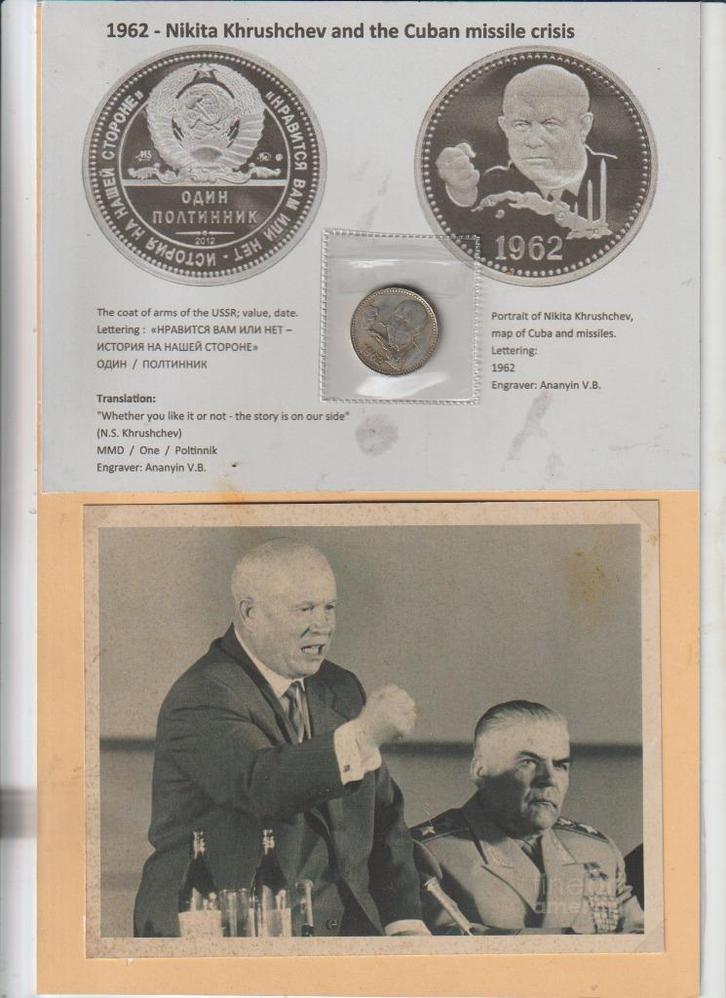 1962 - Nikita Khrushchev and the Cuban missile crisis
«НРАВИТСЯ ВАМ ИЛИ НЕТ - ИСТОРИЯ НА НАШЕЙ СТОРОНЕ»
ОДИН
ПОЛТИННИК
2012
1962
1962
The coat of arms of the USSR; value, date.
Lettering : «НРАВИТСЯ ВАМ ИЛИ НЕТ –
ИСТОРИЯ НА НАШЕЙ СТОРОНЕ»
ОДИН / ПОЛТИННИК
Translation:
"Whether you like it or not - the story is on our side"
(N.S. Khrushchev)
MMD / One / Poltinnik
Engraver: Ananyin V.B.
Portrait of Nikita Khrushchev,
map of Cuba and missiles.
Lettering:
1962
Engraver: Ananyin V.B.